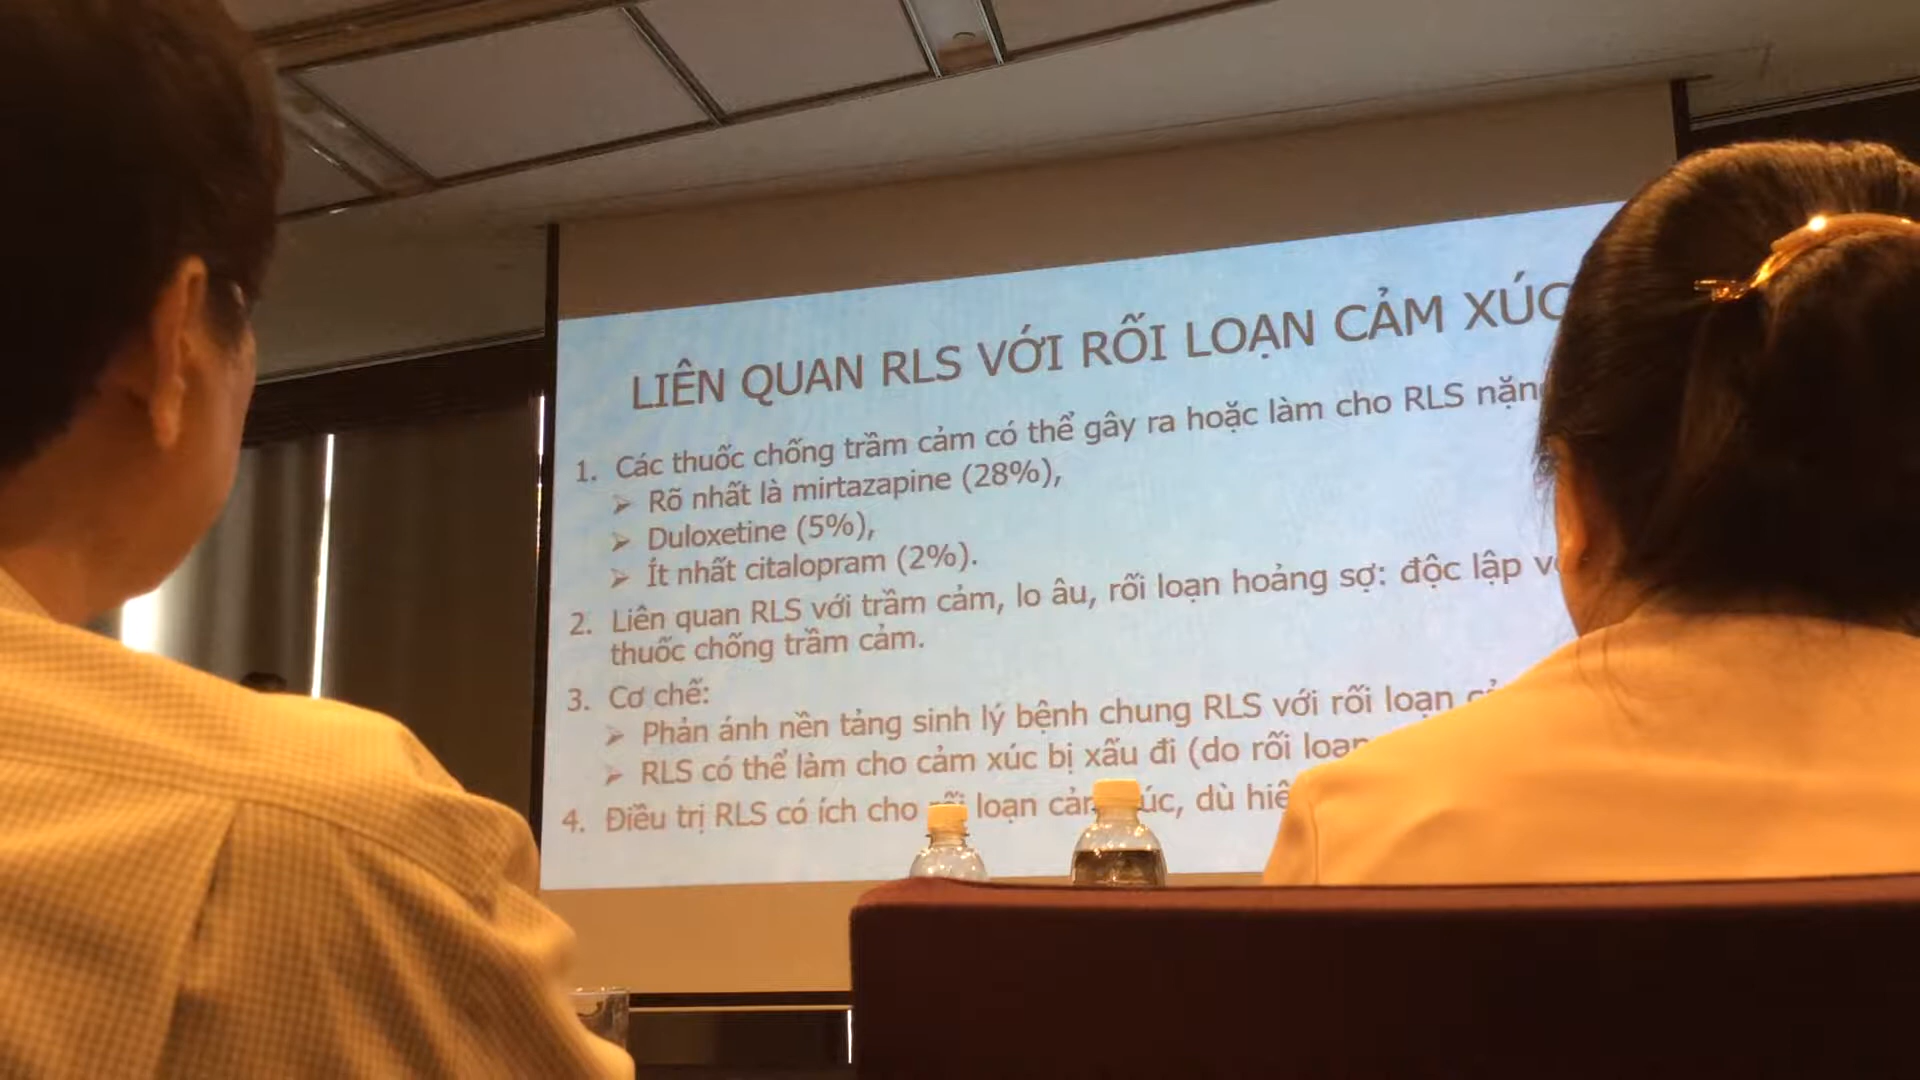 LIÊN QUAN RLS VỚI RỐI LOẠN CẢM XÚC
1. Các thuốc chống trầm cảm có thể gây ra hoặc làm cho RLS
➢ Rõ nhất là mirtazapine (28%),
➢ Duloxetine (5%),
➢ Ít nhất citalopram (2%).
2. Liên quan RLS với trầm cảm, lo âu, rối loạn hoảng sợ: độc lập
thuốc chống trầm cảm.
3. Cơ chế:
➢ Phản ánh nền tảng sinh lý bệnh chung RLS với rối loạn
➢ RLS có thể làm cho cảm xúc bị xấu đi (do rối
4. Điều trị RLS có ích cho loạn dù